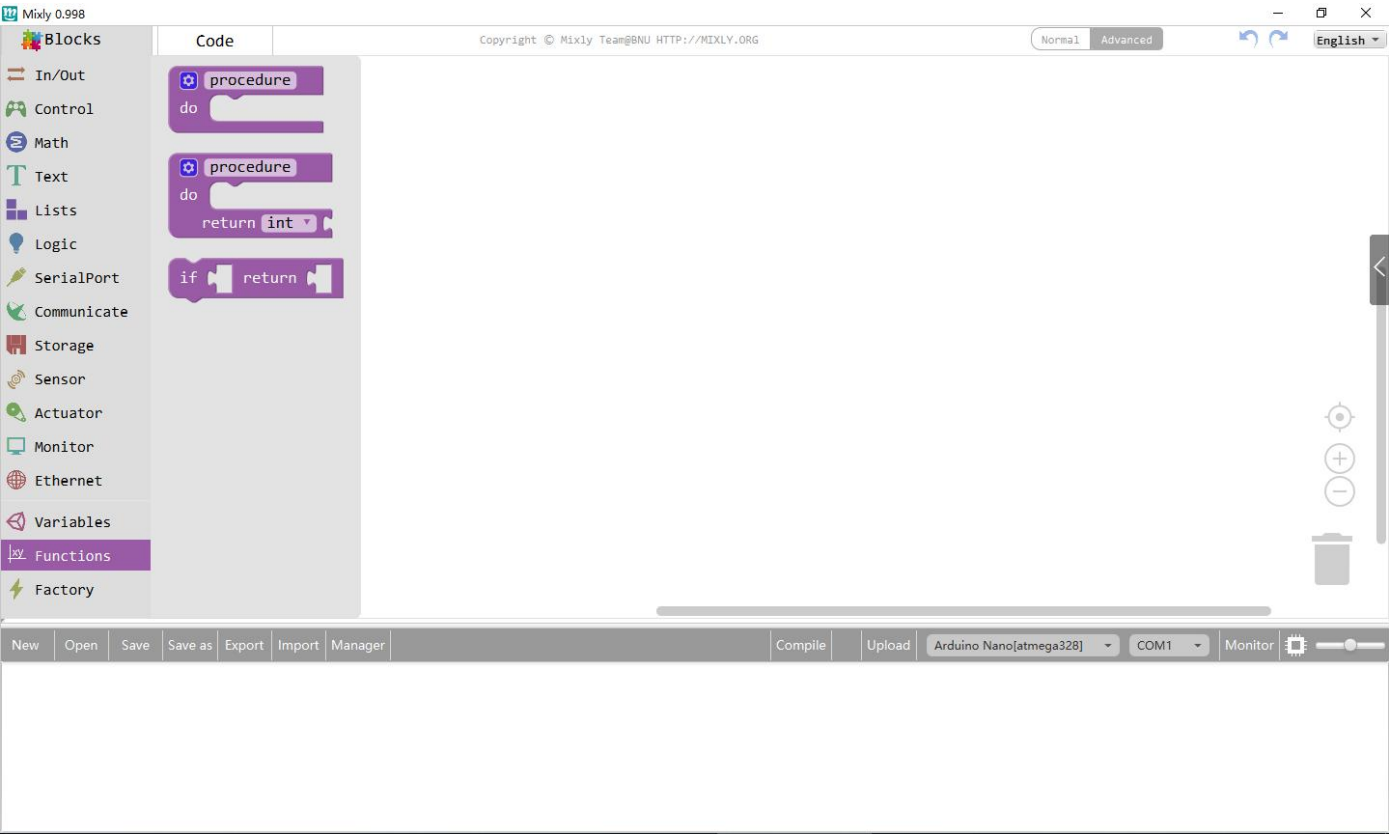 Mixly 0.998
Blocks
Code
Copyright © Mixly Team@BNU HTTP://MIXLY.ORG
Normal
Advanced
English
In/Out
Control
Math
Text
Lists
Logic
SerialPort
Communicate
Storage
Sensor
Actuator
Monitor
Ethernet
Variables
xy
Functions
Factory
procedure
do
procedure
do
return int
if return
New
Open
Save
Save as
Export
Import
Manager
Compile
Upload
Arduino Nano[atmega328]
COM1
Monitor